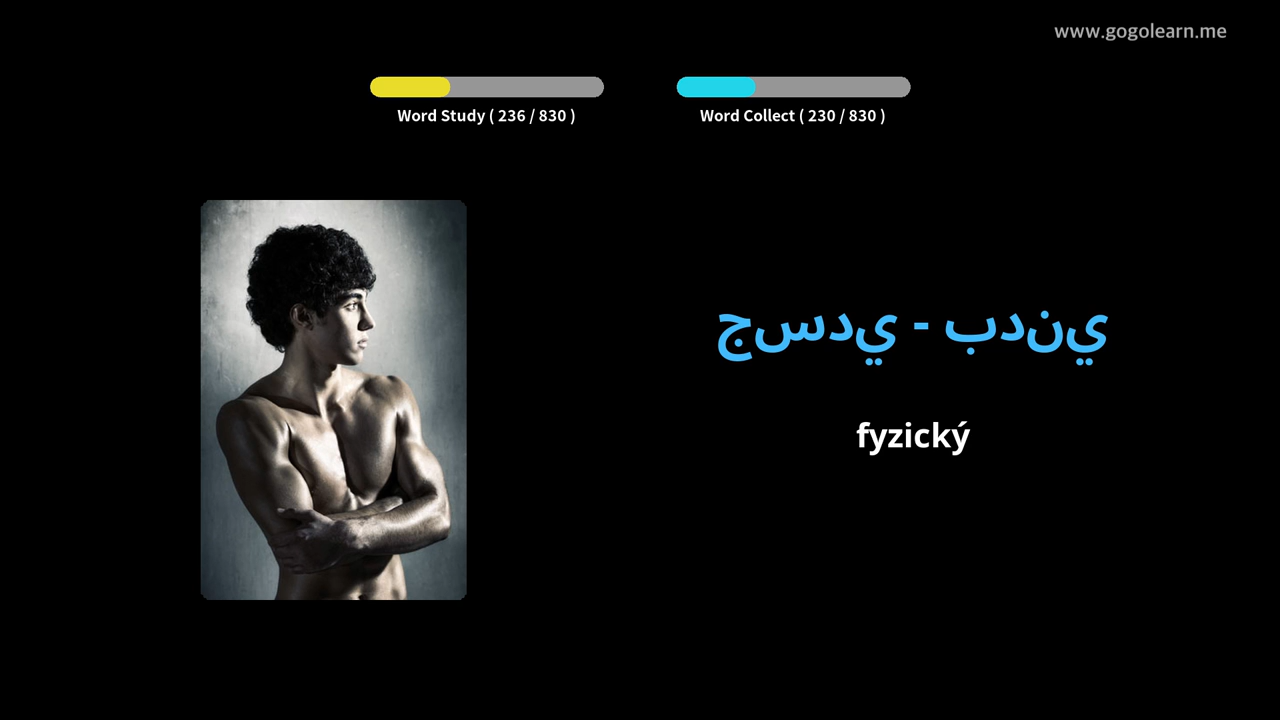 www.gogolearn.me
Word Study ( 236 / 830 )
Word Collect ( 230 / 830 )
جسدي - بدني
fyzický